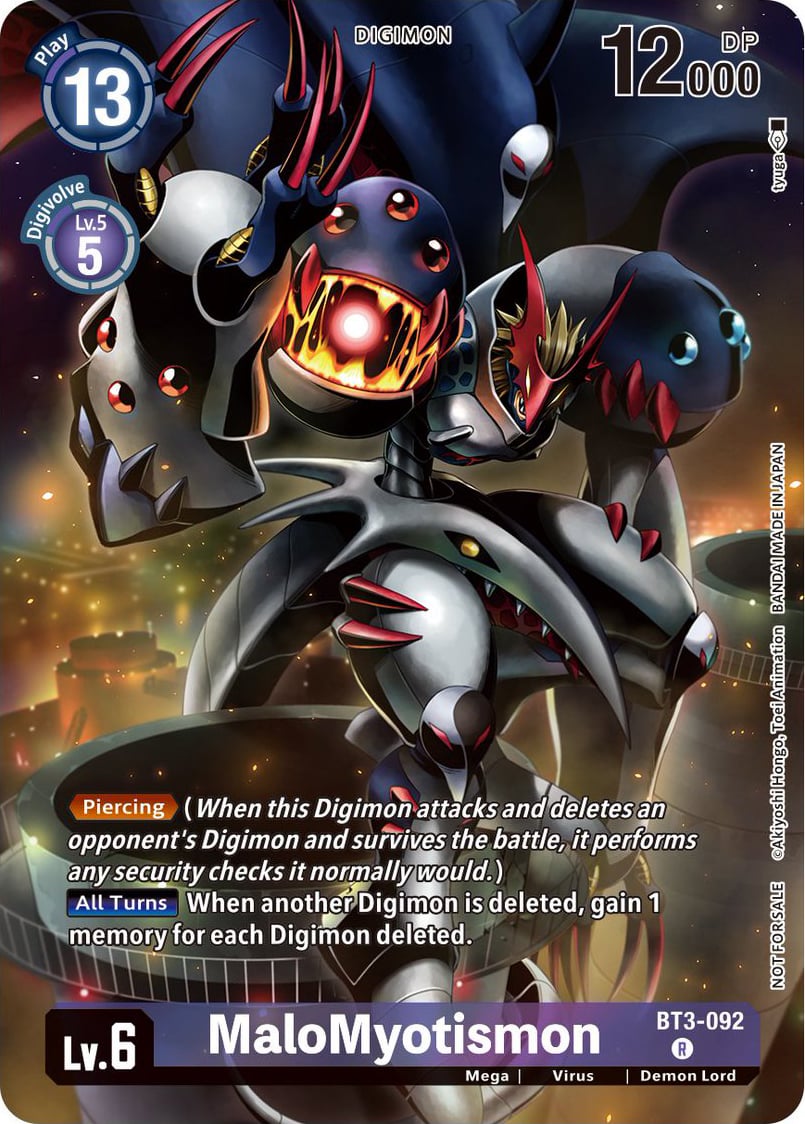 DIGIMON
Play
13
DP
12000
tyuga
Digivolve
Lv.5
5
Piercing (When this Digimon attacks and deletes an
opponent's Digimon and survives the battle, it performs
any security checks it normally would.)
All Turns When another Digimon is deleted, gain 1
memory for each Digimon deleted.
©Akiyoshi Hongo, Toei Animation BANDAI MADE IN JAPAN
NOT FOR SALE
Lv.6
MaloMyotismon
BT3-092
R
Mega | Virus | Demon Lord